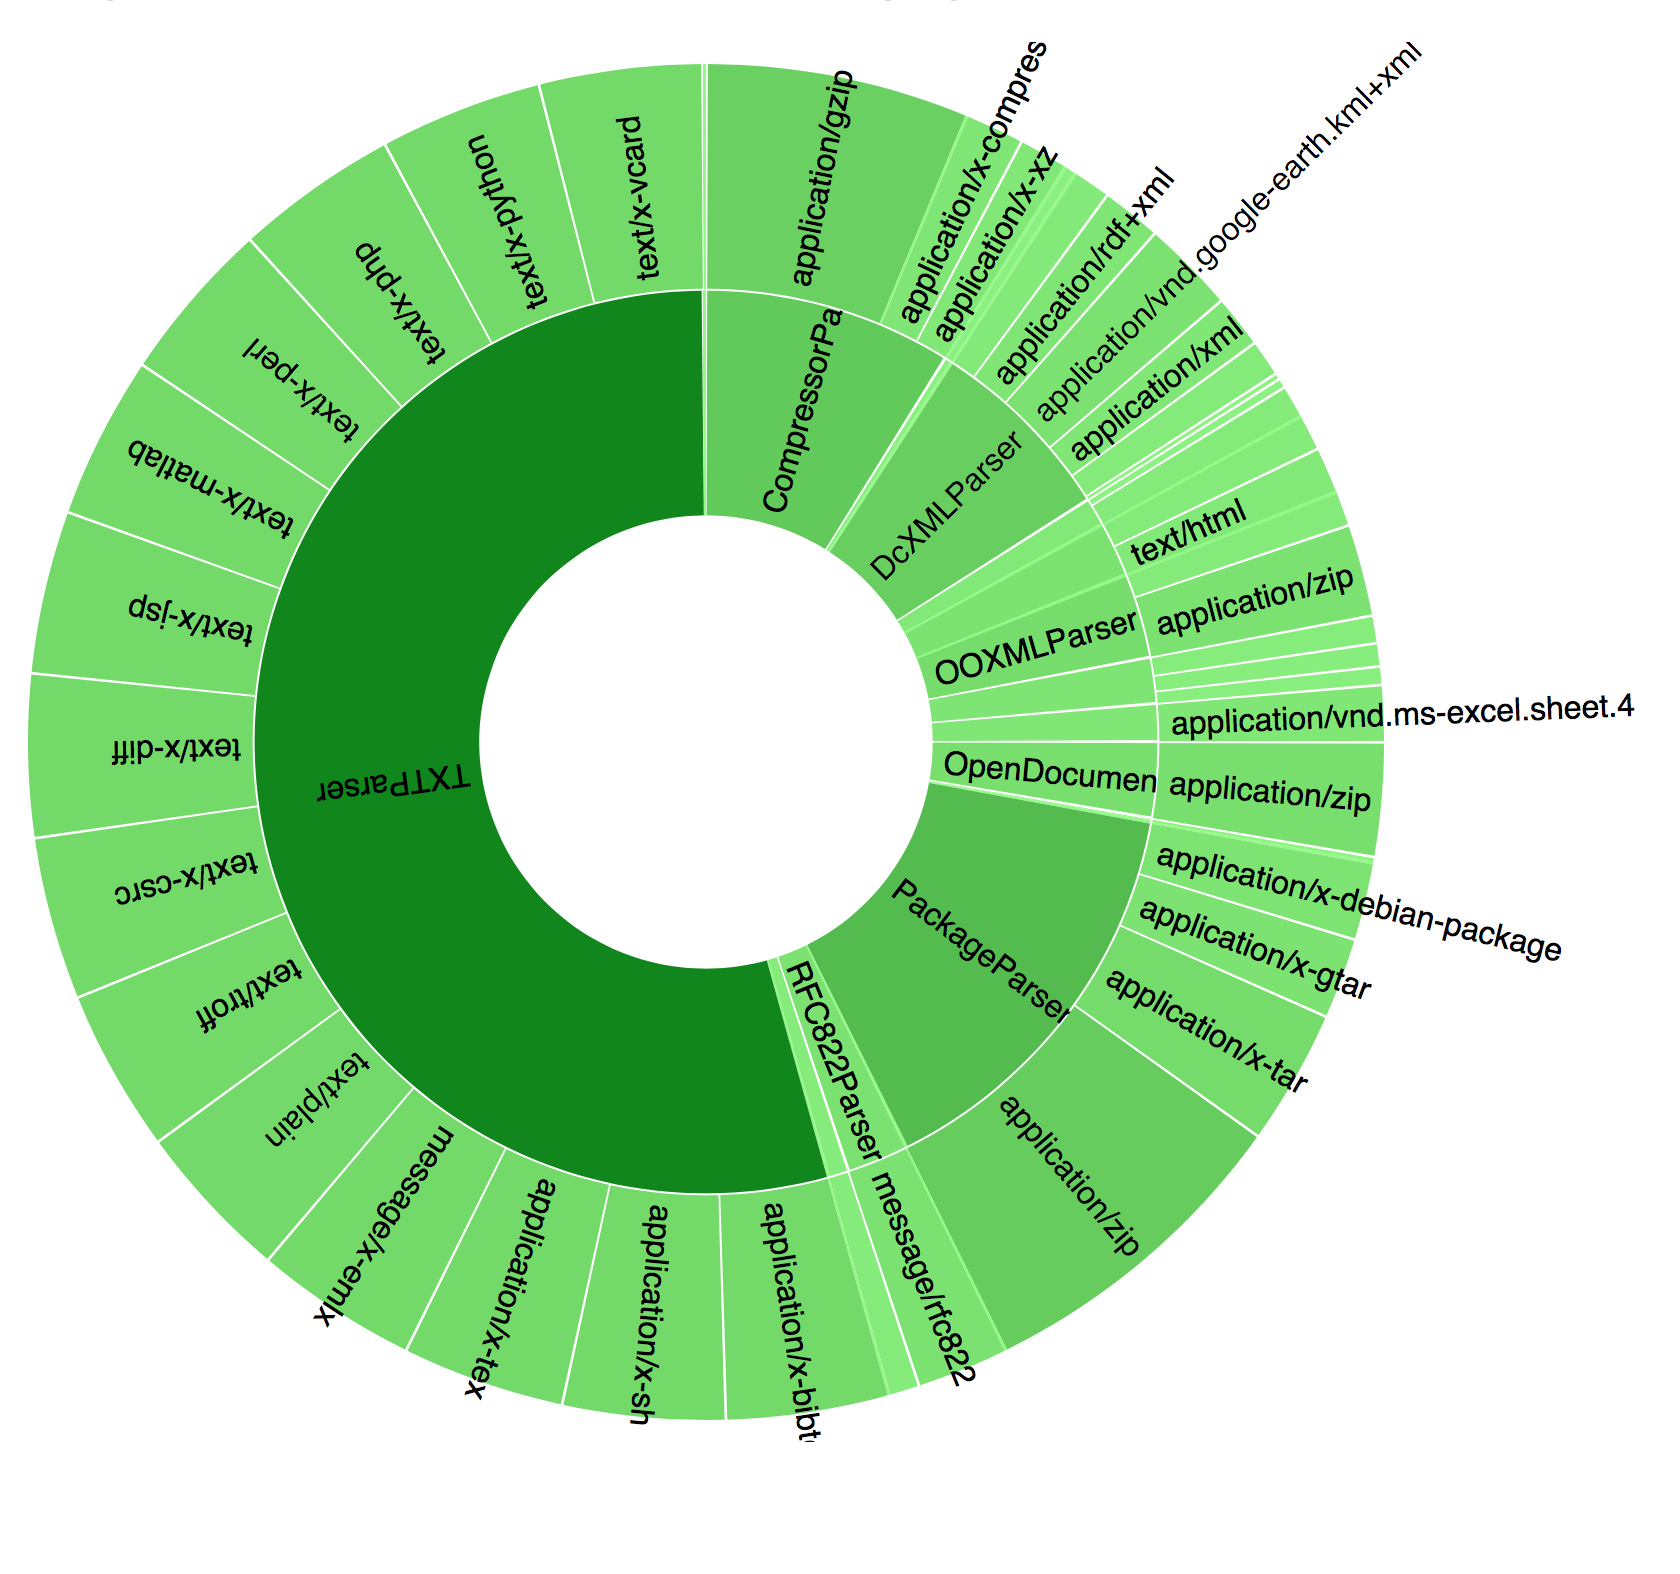 CompressorPa
DcXMLParser
OOXMLParser
OpenDocumen
PackageParser
RFC822Parser
TXTParser
application/gzip
application/x-compres
application/x-xz
application/rdf+xml
application/vnd.google-earth.kml+xml
application/xml
text/html
application/zip
application/vnd.ms-excel.sheet.4
application/zip
application/x-debian-package
application/x-gtar
application/x-tar
application/zip
message/rfc822
application/x-bibt
application/x-sh
application/x-tex
message/x-emlx
text/plain
text/troff
text/x-csrc
text/x-diff
text/x-jsp
text/x-matlab
text/x-perl
text/x-php
text/x-python
text/x-vcard